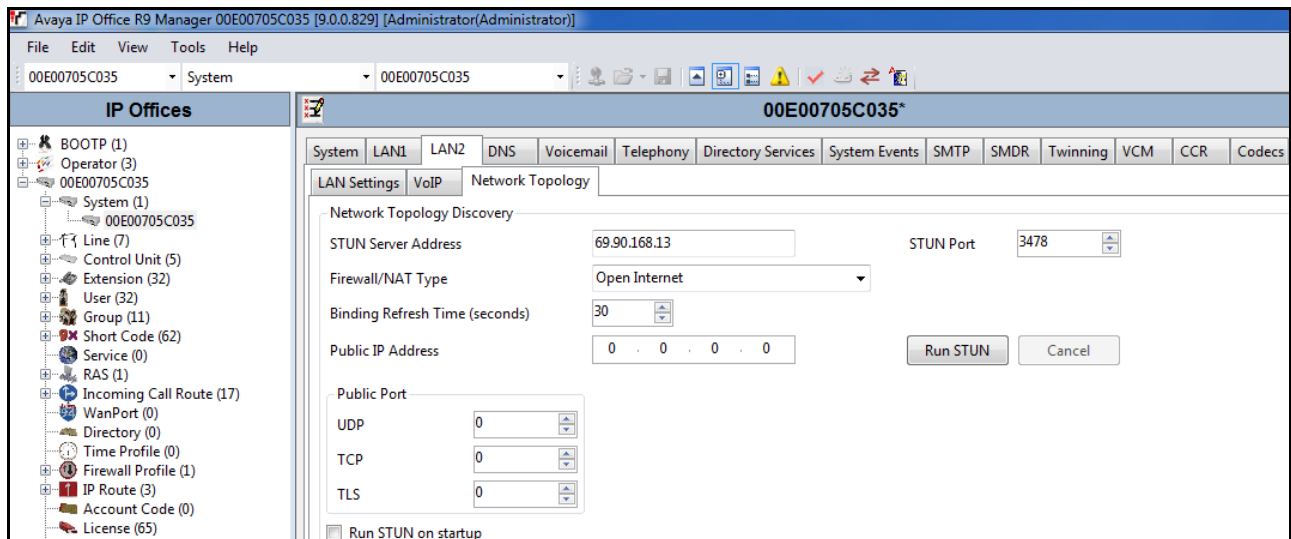 Avaya IP Office R9 Manager 00E00705C035 [9.0.0.829] [Administrator(Administrator)]
File Edit View Tools Help
00E00705C035 System 00E00705C035
IP Offices
00E00705C035*
BOOTP (1)
Operator (3)
00E00705C035
System (1)
00E00705C035
Line (7)
Control Unit (5)
Extension (32)
User (32)
Group (11)
Short Code (62)
Service (0)
RAS (1)
Incoming Call Route (17)
WanPort (0)
Directory (0)
Time Profile (0)
Firewall Profile (1)
IP Route (3)
Account Code (0)
License (65)
System LAN1 LAN2 DNS Voicemail Telephony Directory Services System Events SMTP SMDR Twinning VCM CCR Codecs
LAN Settings VoIP Network Topology
Network Topology Discovery
STUN Server Address 69.90.168.13 STUN Port 3478
Firewall/NAT Type Open Internet
Binding Refresh Time (seconds) 30
Public IP Address 0 . 0 . 0 . 0 Run STUN Cancel
Public Port
UDP 0
TCP 0
TLS 0
Run STUN on startup